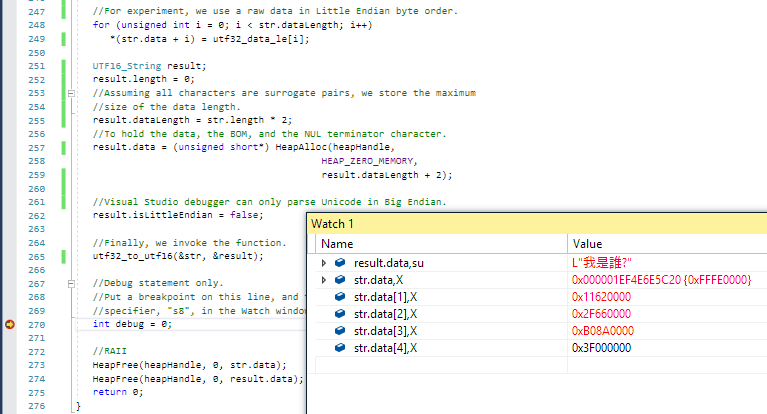 247 //For experiment, we use a raw data in Little Endian byte order.
248 for (unsigned int i = 0; i < str.dataLength; i++)
249 *(str.data + i) = utf32_data_le[i];
250
251 UTF16_String result;
252 result.length = 0;
253 //Assuming all characters are surrogate pairs, we store the maximum
254 //size of the data length.
255 result.dataLength = str.length * 2;
256 //To hold the data, the BOM, and the NUL terminator character.
257 result.data = (unsigned short*) HeapAlloc(heapHandle,
258 HEAP_ZERO_MEMORY,
259 result.dataLength + 2);
260
261 //Visual Studio debugger can only parse Unicode in Big Endian.
262 result.isLittleEndian = false;
263
264 //Finally, we invoke the function.
265 utf32_to_utf16(&str, &result);
266
267 //Debug statement only.
268 //Put a breakpoint on this line, and
269 //specifier, "s8", in the Watch window
270 int debug = 0;
271
272 //RAII
273 HeapFree(heapHandle, 0, str.data);
274 HeapFree(heapHandle, 0, result.data);
275 return 0;
276 }
Watch 1
Name Value
result.data,su L"我是誰?"
str.data,X 0x000001EF4E6E5C20 {0xFFFE0000}
str.data[1],X 0x11620000
str.data[2],X 0x2F660000
str.data[3],X 0xB08A0000
str.data[4],X 0x3F000000